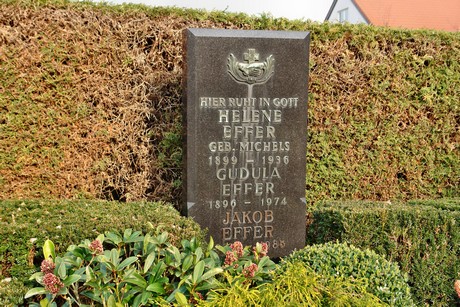 HIER RUHT IN GOTT
HELENE
EFFER
GEB. MICHELS
1899 - 1936
GUDULA
EFFER
1896 - 1974
JAKOB
EFFER